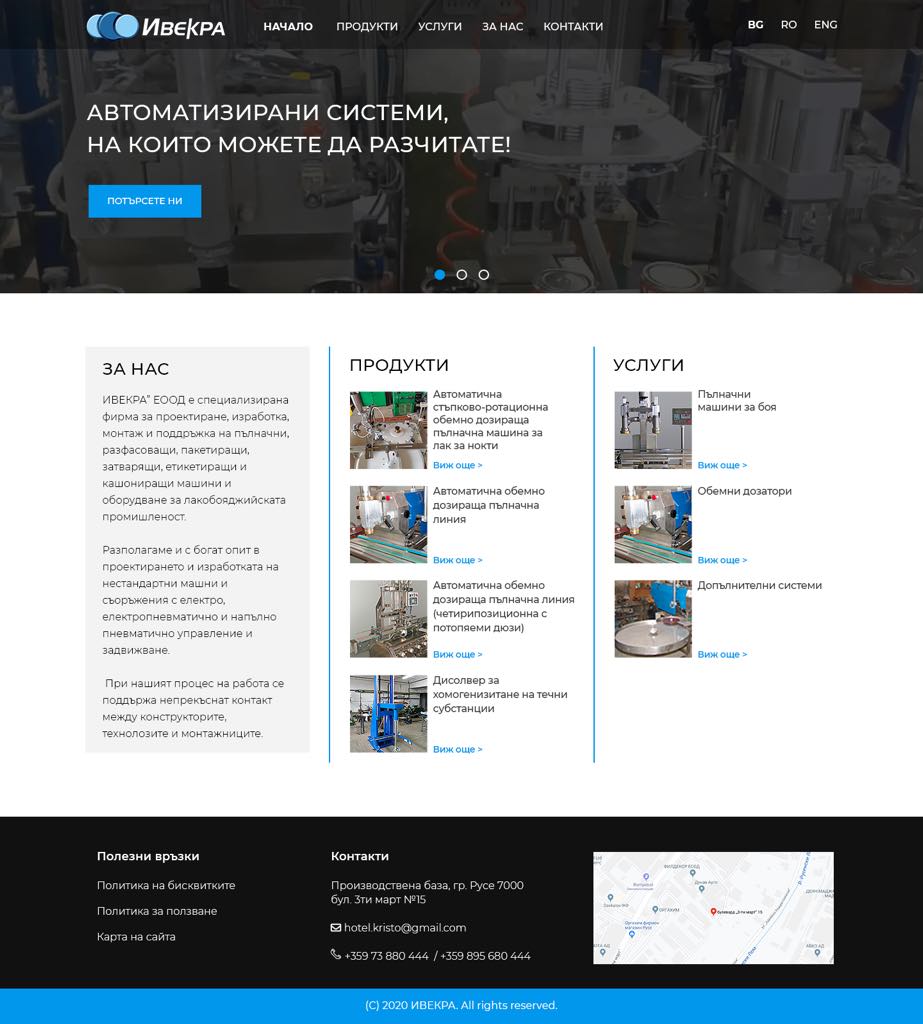 ИВЕКРА
НАЧАЛО ПРОДУКТИ УСЛУГИ ЗА НАС КОНТАКТИ
BG RO ENG
АВТОМАТИЗИРАНИ СИСТЕМИ,
НА КОИТО МОЖЕТЕ ДА РАЗЧИТАТЕ!
ПОТЪРСЕТЕ НИ
ЗА НАС
ИВЕКРА” ЕООД е специализирана
фирма за проектиране, изработка,
монтаж и поддръжка на пълначни,
разфасоващи, пакетиращи,
затварящи, етикетиращи и
кашониращи машини и
оборудване за лакобояджийската
промишленост.
Разполагаме и с богат опит в
проектирането и изработката на
нестандартни машни и
съоръжения с електро,
електропневматично и напълно
пневматично управление и
задвижване.
При нашият процес на работа се
поддържа непрекъснат контакт
между конструкторите,
технолозите и монтажниците.
ПРОДУКТИ
Автоматична
стъпково-ротационна
обемно дозираща
пълначна машина за
лак за нокти
Виж още >
Автоматична обемно
дозираща пълначна
линия
Виж още >
Автоматична обемно
дозираща пълначна линия
(четирипозиционна с
потопяеми дюзи)
Виж още >
Дисолвер за
хомогенизитане на течни
субстанции
Виж още >
УСЛУГИ
Пълначни
машини за боя
Виж още >
Обемни дозатори
Виж още >
Допълнителни системи
Виж още >
Полезни връзки
Политика на бисквитките
Политика за ползване
Карта на сайта
Контакти
Производствена база, гр. Русе 7000
бул. 3ти март №15
hotel.kristo@gmail.com
+359 73 880 444 / +359 895 680 444
булевард „3-ти март“ 15
ОРГАХИМ
(C) 2020 ИВЕКРА. All rights reserved.